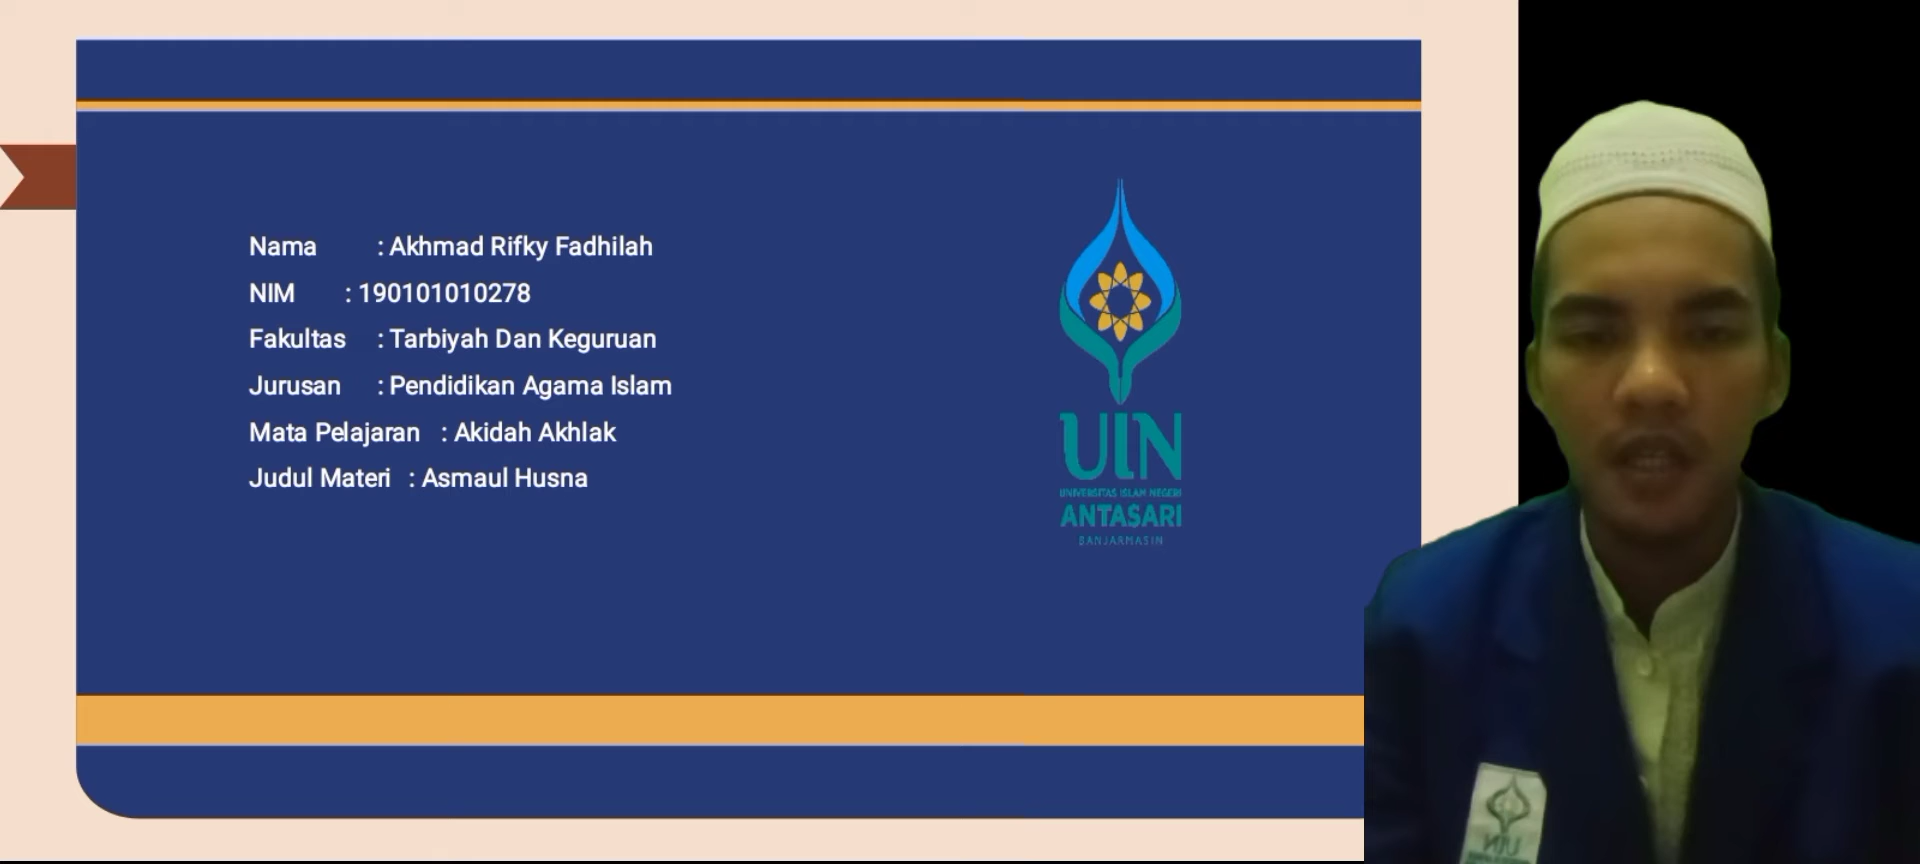 Nama : Akhmad Rifky Fadhilah
NIM : 190101010278
Fakultas : Tarbiyah Dan Keguruan
Jurusan : Pendidikan Agama Islam
Mata Pelajaran : Akidah Akhlak
Judul Materi : Asmaul Husna
UIN
UNIVERSITAS ISLAM NEGERI
ANTASARI
BANJARMASIN
UIN